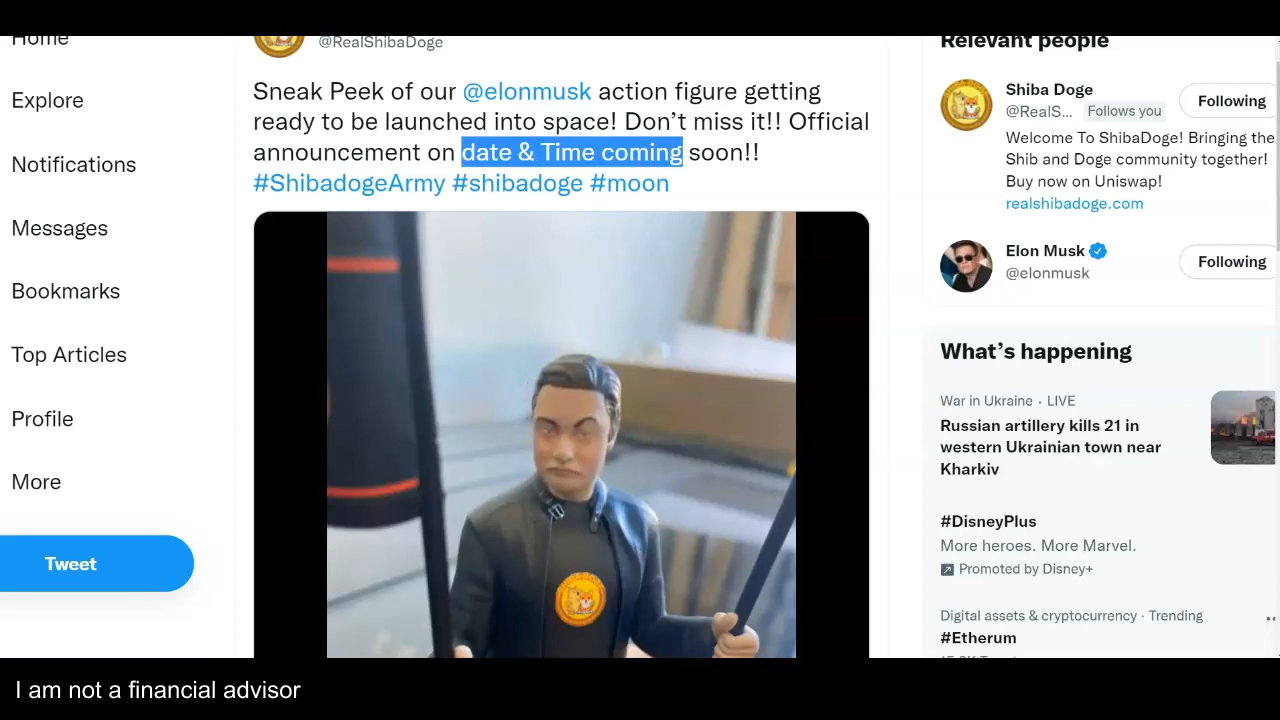 Home
@RealShibaDoge
Relevant people
Explore
Notifications
Messages
Bookmarks
Top Articles
Profile
More
Tweet
Sneak Peek of our @elonmusk action figure getting
ready to be launched into space! Don’t miss it!! Official
announcement on date & Time coming soon!!
#ShibadogeArmy #shibadoge #moon
Shiba Doge
@RealS... Follows you
Following
Welcome To ShibaDoge! Bringing the
Shib and Doge community together!
Buy now on Uniswap!
realshibadoge.com
Elon Musk
@elonmusk
Following
What’s happening
War in Ukraine · LIVE
Russian artillery kills 21 in
western Ukrainian town near
Kharkiv
#DisneyPlus
More heroes. More Marvel.
Promoted by Disney+
Digital assets & cryptocurrency · Trending
#Etherum
I am not a financial advisor